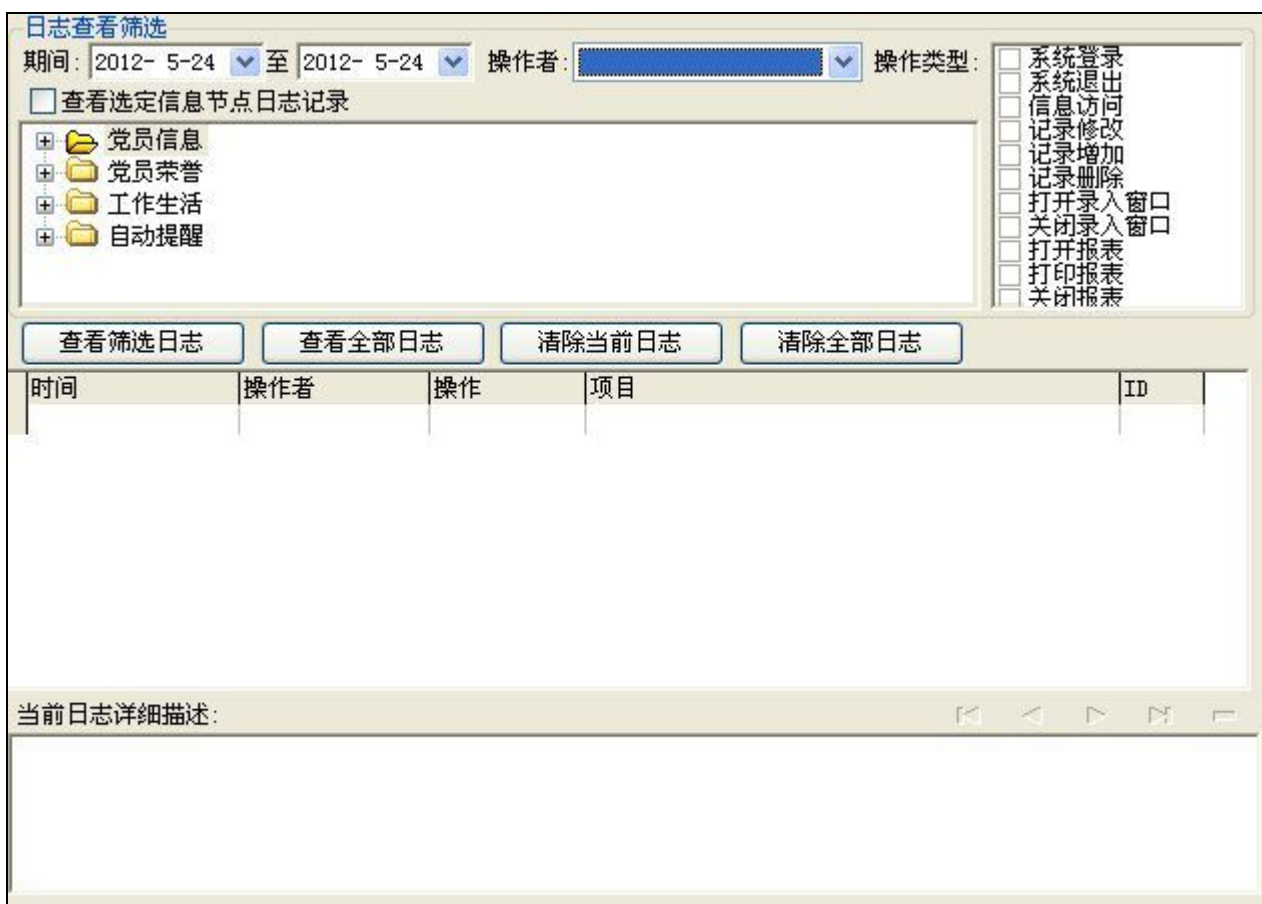 日志查看筛选
期间: 2012- 5-24 至 2012- 5-24 操作者: 操作类型:
系统登录
系统退出
信息访问
记录修改
记录增加
记录删除
打开录入窗口
关闭录入窗口
打开报表
打印报表
关闭报表
查看选定信息节点日志记录
党员信息
党员荣誉
工作生活
自动提醒
查看筛选日志 查看全部日志 清除当前日志 清除全部日志
时间 操作者 操作 项目 ID
当前日志详细描述: